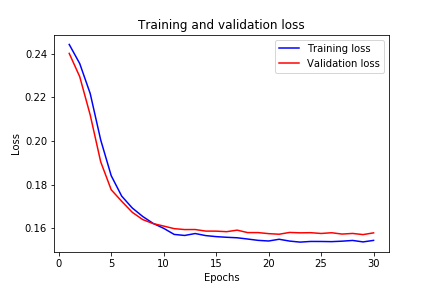 Training and validation loss
Training loss
Validation loss
0.24
0.22
0.20
0.18
0.16
Loss
0
5
10
15
20
25
30
Epochs